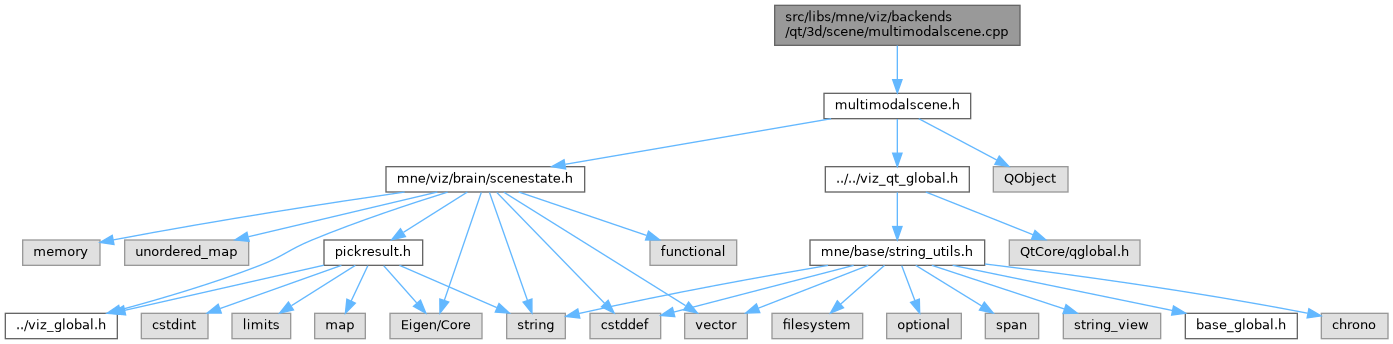 src/libs/mne/viz/backends
/qt/3d/scene/multimodalscene.cpp
multimodalscene.h
mne/viz/brain/scenestate.h
../../viz_qt_global.h
QObject
memory
unordered_map
pickresult.h
functional
mne/base/string_utils.h
QtCore/qglobal.h
../viz_global.h
cstdint
limits
map
Eigen/Core
string
cstddef
vector
filesystem
optional
span
string_view
base_global.h
chrono